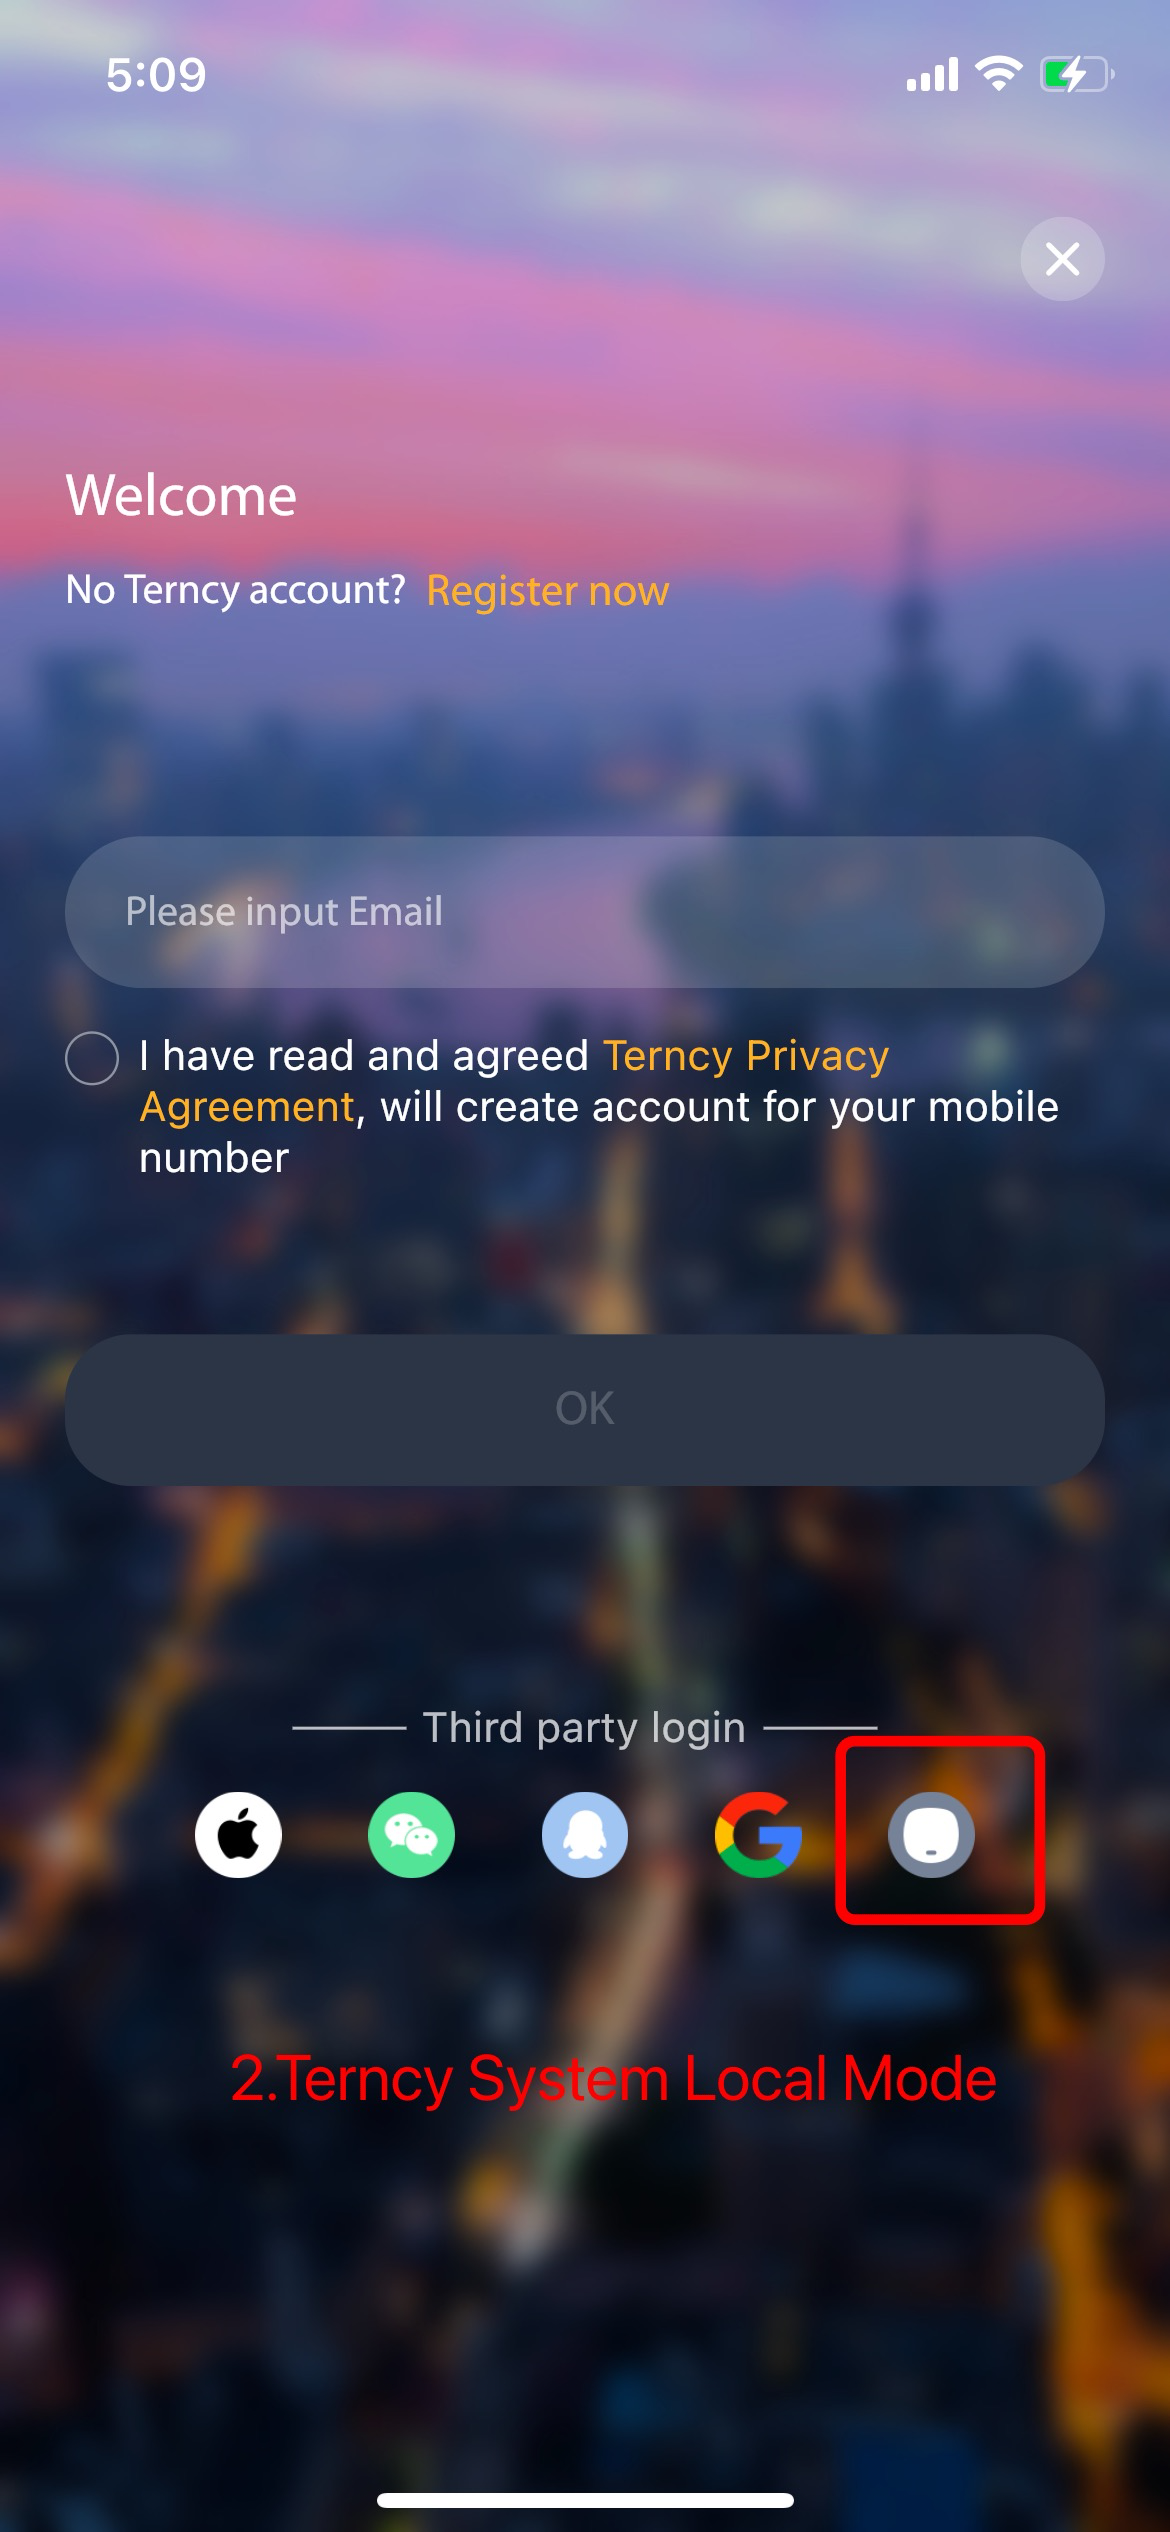 5:09
Welcome
No Terncy account? Register now
Please input Email
I have read and agreed Terncy Privacy
Agreement, will create account for your mobile
number
OK
Third party login
2.Terncy System Local Mode